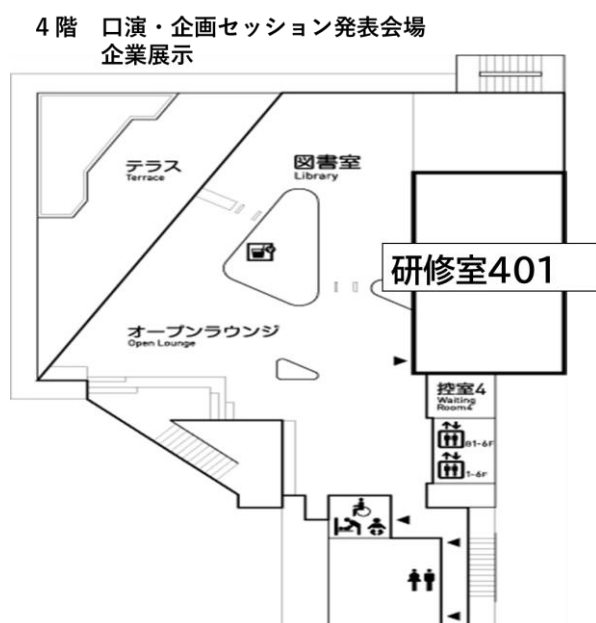 4階 口演・企画セッション発表会場
企業展示
テラス
Terrace
図書室
Library
研修室401
オープンラウンジ
Open Lounge
控室4
Waiting
Room4
B1-6F
1-6F